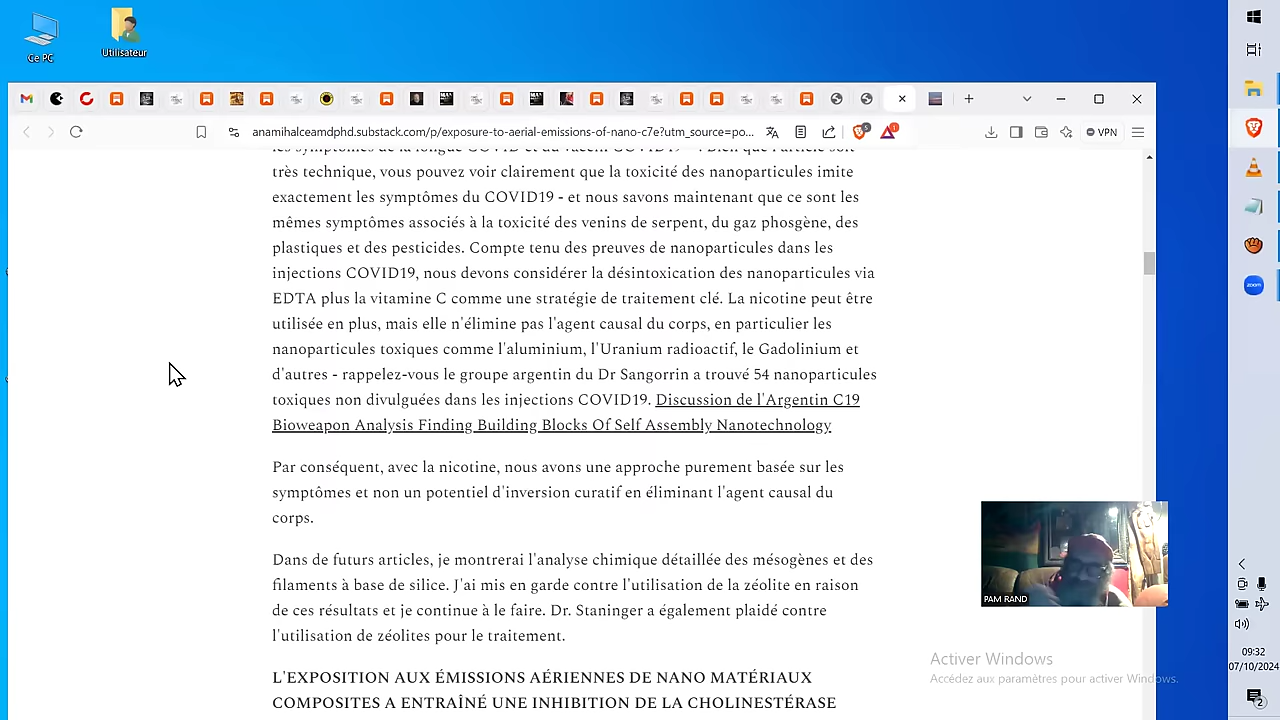 Ce PC
Utilisateur
anamihalceamdphd.substack.com/p/exposure-to-aerial-emissions-of-nano-c7e?utm_source=po...
VPN
les symptômes de la longue COVID et du vaccin COVID19
très technique, vous pouvez voir clairement que la toxicité des nanoparticules imite
exactement les symptômes du COVID19 - et nous savons maintenant que ce sont les
mêmes symptômes associés à la toxicité des venins de serpent, du gaz phosgène, des
plastiques et des pesticides. Compte tenu des preuves de nanoparticules dans les
injections COVID19, nous devons considérer la désintoxication des nanoparticules via
EDTA plus la vitamine C comme une stratégie de traitement clé. La nicotine peut être
utilisée en plus, mais elle n'élimine pas l'agent causal du corps, en particulier les
nanoparticules toxiques comme l'aluminium, l'Uranium radioactif, le Gadolinium et
d'autres - rappelez-vous le groupe argentin du Dr Sangorrin a trouvé 54 nanoparticules
toxiques non divulguées dans les injections COVID19. Discussion de l'Argentin C19
Bioweapon Analysis Finding Building Blocks Of Self Assembly Nanotechnology
Par conséquent, avec la nicotine, nous avons une approche purement basée sur les
symptômes et non un potentiel d'inversion curatif en éliminant l'agent causal du
corps.
Dans de futurs articles, je montrerai l'analyse chimique détaillée des mésogènes et des
filaments à base de silice. J'ai mis en garde contre l'utilisation de la zéolite en raison
de ces résultats et je continue à le faire. Dr. Staninger a également plaidé contre
l'utilisation de zéolites pour le traitement.
L'EXPOSITION AUX ÉMISSIONS AÉRIENNES DE NANO MATÉRIAUX
COMPOSITES A ENTRAÎNÉ UNE INHIBITION DE LA CHOLINESTÉRASE
PAM RAND
Activer Windows
Accédez aux paramètres pour activer Windows.
zoom
09:32
07/10/2024
2